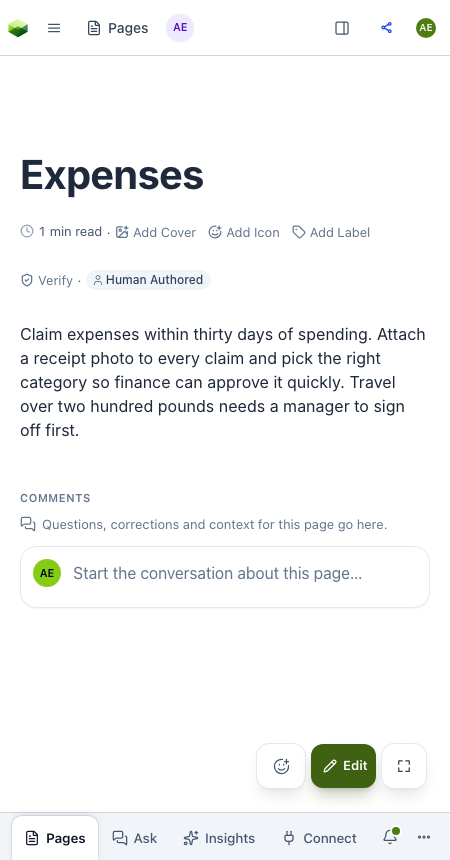 Pages AE AE
Expenses
1 min read · Add Cover Add Icon Add Label
Verify · Human Authored
Claim expenses within thirty days of spending. Attach
a receipt photo to every claim and pick the right
category so finance can approve it quickly. Travel
over two hundred pounds needs a manager to sign
off first.
COMMENTS
Questions, corrections and context for this page go here.
AE Start the conversation about this page...
Edit
Pages Ask Insights Connect